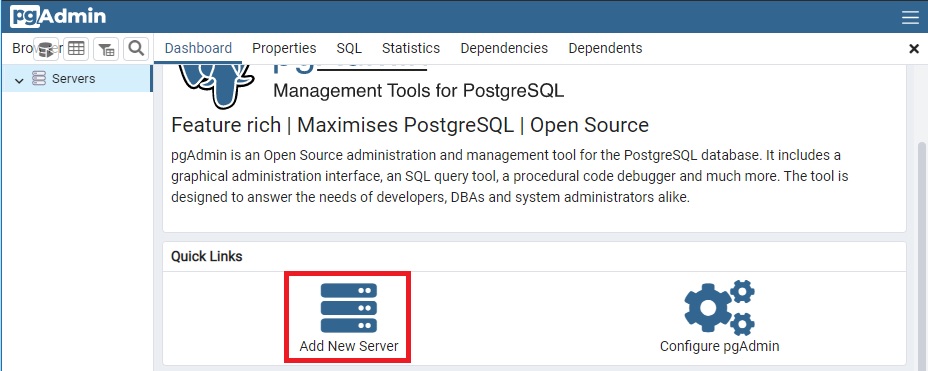 pgAdmin
Browser
Dashboard Properties SQL Statistics Dependencies Dependents
Servers
Management Tools for PostgreSQL
Feature rich | Maximises PostgreSQL | Open Source
pgAdmin is an Open Source administration and management tool for the PostgreSQL database. It includes a
graphical administration interface, an SQL query tool, a procedural code debugger and much more. The tool is
designed to answer the needs of developers, DBAs and system administrators alike.
Quick Links
Add New Server
Configure pgAdmin